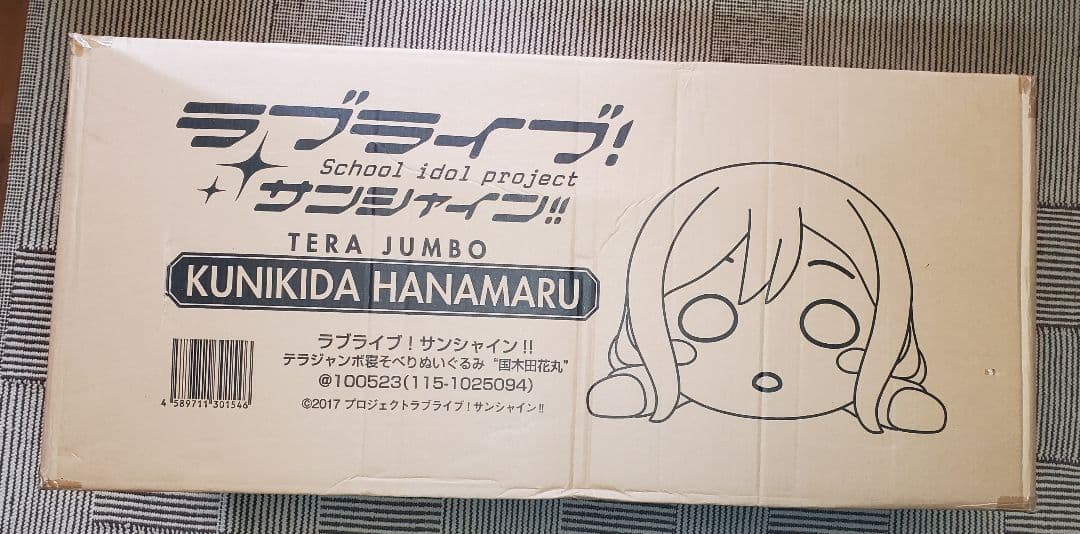 ラブライブ!
School idol project
サンシャイン!!
TERA JUMBO
KUNIKIDA HANAMARU
ラブライブ!サンシャイン!!
テラジャンボ寝そべりぬいぐるみ “国木田花丸”
@100523(115-1025094)
©2017 プロジェクトラブライブ!サンシャイン!!
4 589711 301546